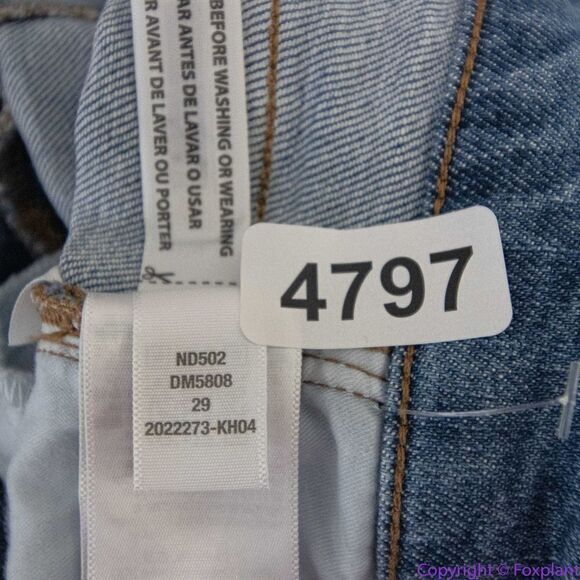 BEFORE WASHING OR WEARING
AR ANTES DE LAVAR O USAR
R AVANT DE LAVER OU PORTER
4797
ND502
DM5808
29
2022273-KH04
Copyright © Foxplant